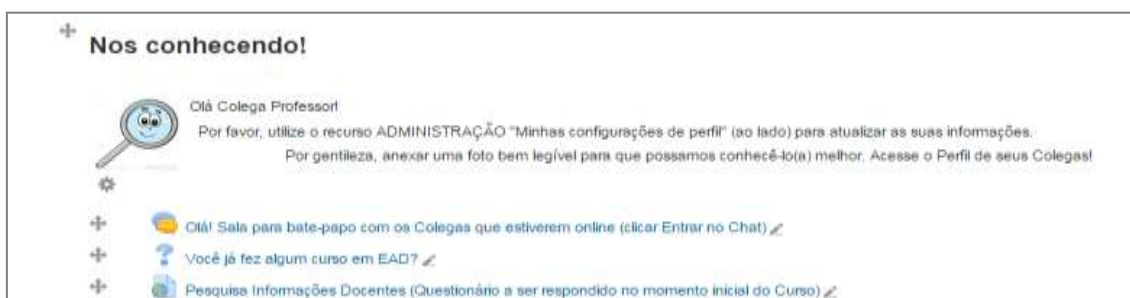 Nos conhecendo!
Olá Colega Professor!
Por favor, utilize o recurso ADMINISTRAÇÃO "Minhas configurações de perfil" (ao lado) para atualizar as suas informações.
Por gentileza, anexar uma foto bem legível para que possamos conhecê-lo(a) melhor. Acesse o Perfil de seus Colegas!
Olá! Sala para bate-papo com os Colegas que estiverem online (clicar Entrar no Chat)
Você já fez algum curso em EAD?
Pesquisa Informações Docentes (Questionário a ser respondido no momento inicial do Curso)